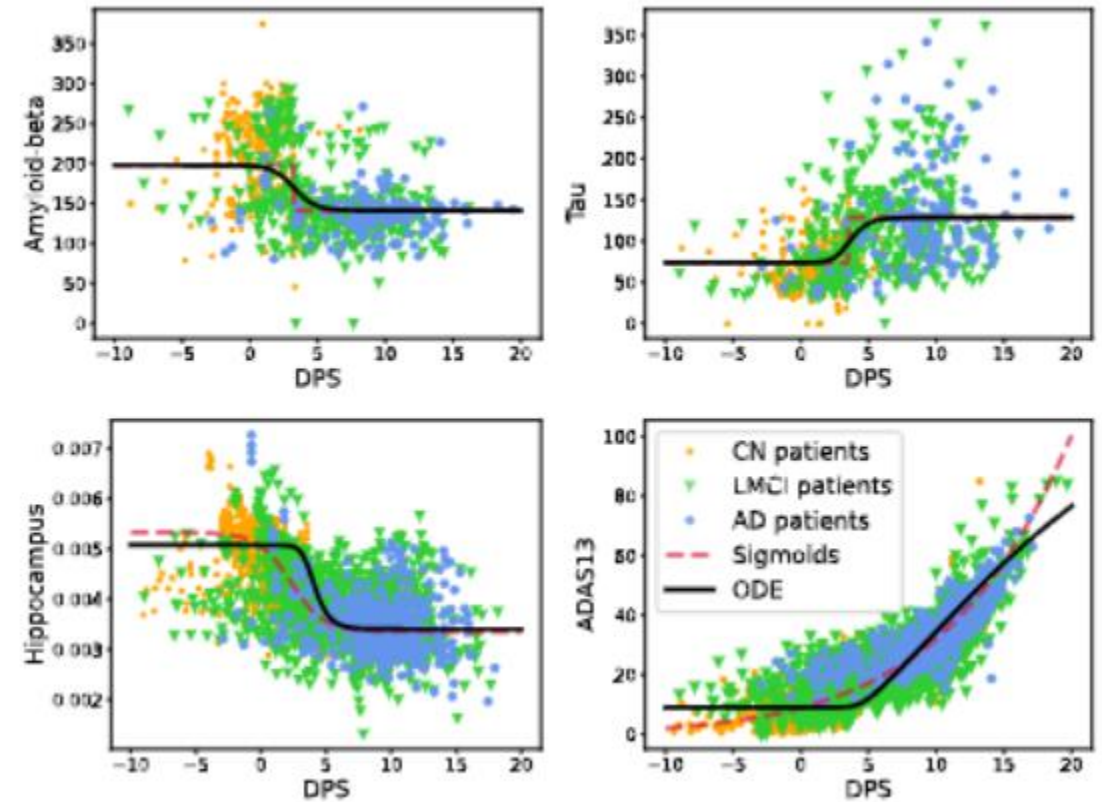 Amyloid-beta
350
300
250
200
150
100
50
0
−10 −5 0 5 10 15 20
DPS
Tau
350
300
250
200
150
100
50
0
−10 −5 0 5 10 15 20
DPS
Hippocampus
0.007
0.006
0.005
0.004
0.003
0.002
−10 −5 0 5 10 15 20
DPS
ADAS13
100
80
60
40
20
0
CN patients
LMCI patients
AD patients
Sigmoids
ODE
−10 −5 0 5 10 15 20
DPS